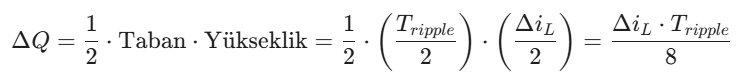 ΔQ = 1/2 · Taban · Yükseklik = 1/2 · (T_ripple/2) · (Δi_L/2) = Δi_L · T_ripple/8